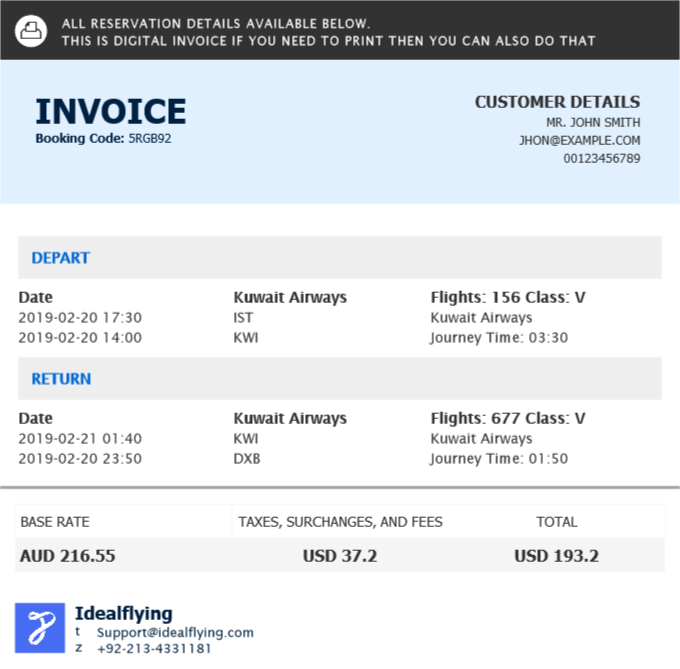 ALL RESERVATION DETAILS AVAILABLE BELOW.
THIS IS DIGITAL INVOICE IF YOU NEED TO PRINT THEN YOU CAN ALSO DO THAT
INVOICE
Booking Code: 5RGB92
CUSTOMER DETAILS
MR. JOHN SMITH
JHON@EXAMPLE.COM
00123456789
DEPART
Date Kuwait Airways Flights: 156 Class: V
2019-02-20 17:30 IST Kuwait Airways
2019-02-20 14:00 KWI Journey Time: 03:30
RETURN
Date Kuwait Airways Flights: 677 Class: V
2019-02-21 01:40 KWI Kuwait Airways
2019-02-20 23:50 DXB Journey Time: 01:50
BASE RATE TAXES, SURCHANGES, AND FEES TOTAL
AUD 216.55 USD 37.2 USD 193.2
Idealflying
t Support@idealflying.com
z +92-213-4331181